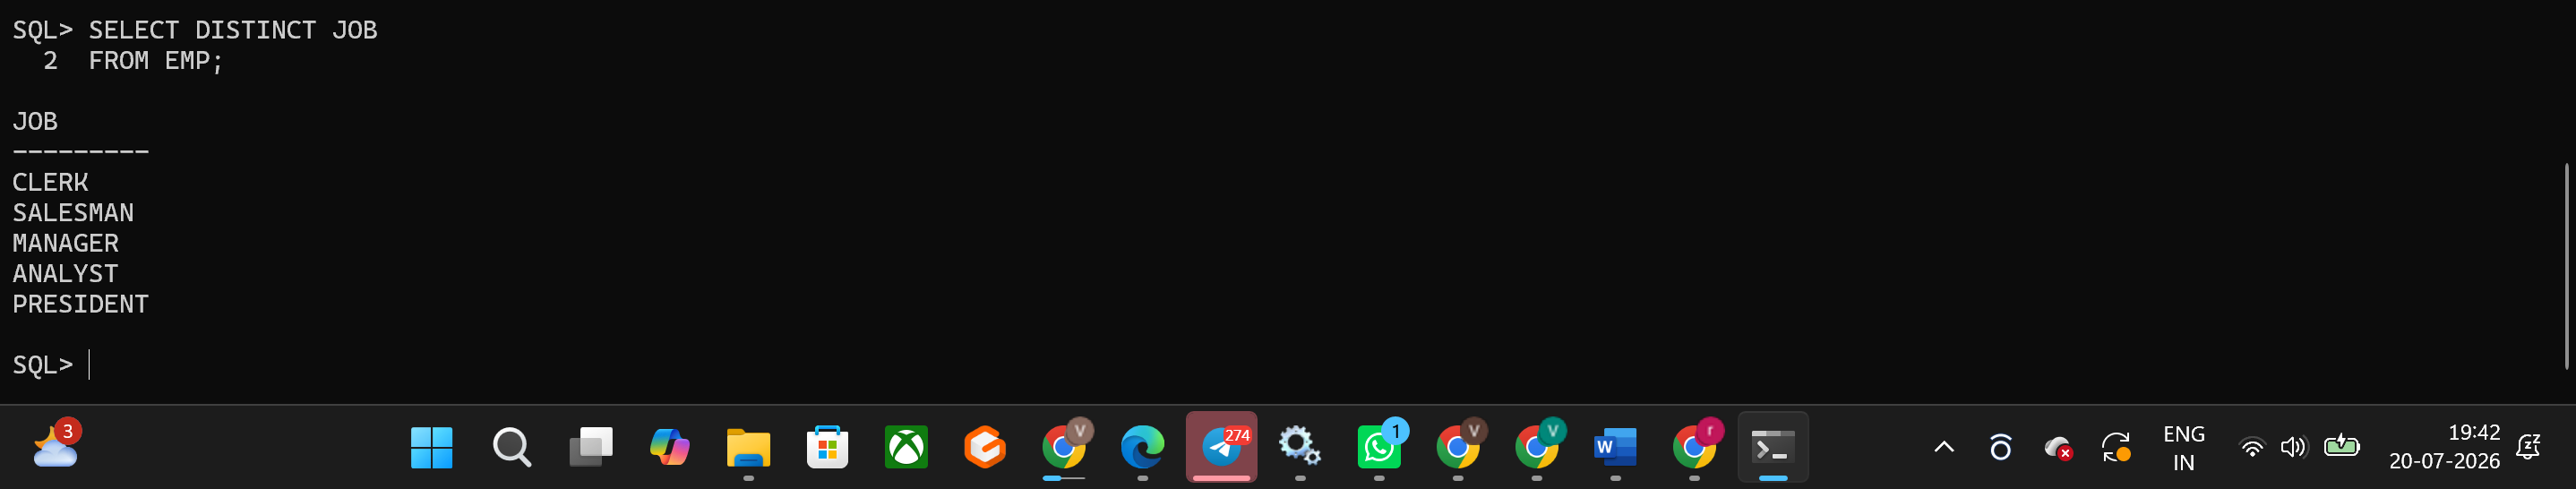 SQL> SELECT DISTINCT JOB
  2  FROM EMP;
JOB
---------
CLERK
SALESMAN
MANAGER
ANALYST
PRESIDENT
SQL>
3
V
274
1
V
V
W
r
ENG
IN
19:42
20-07-2026